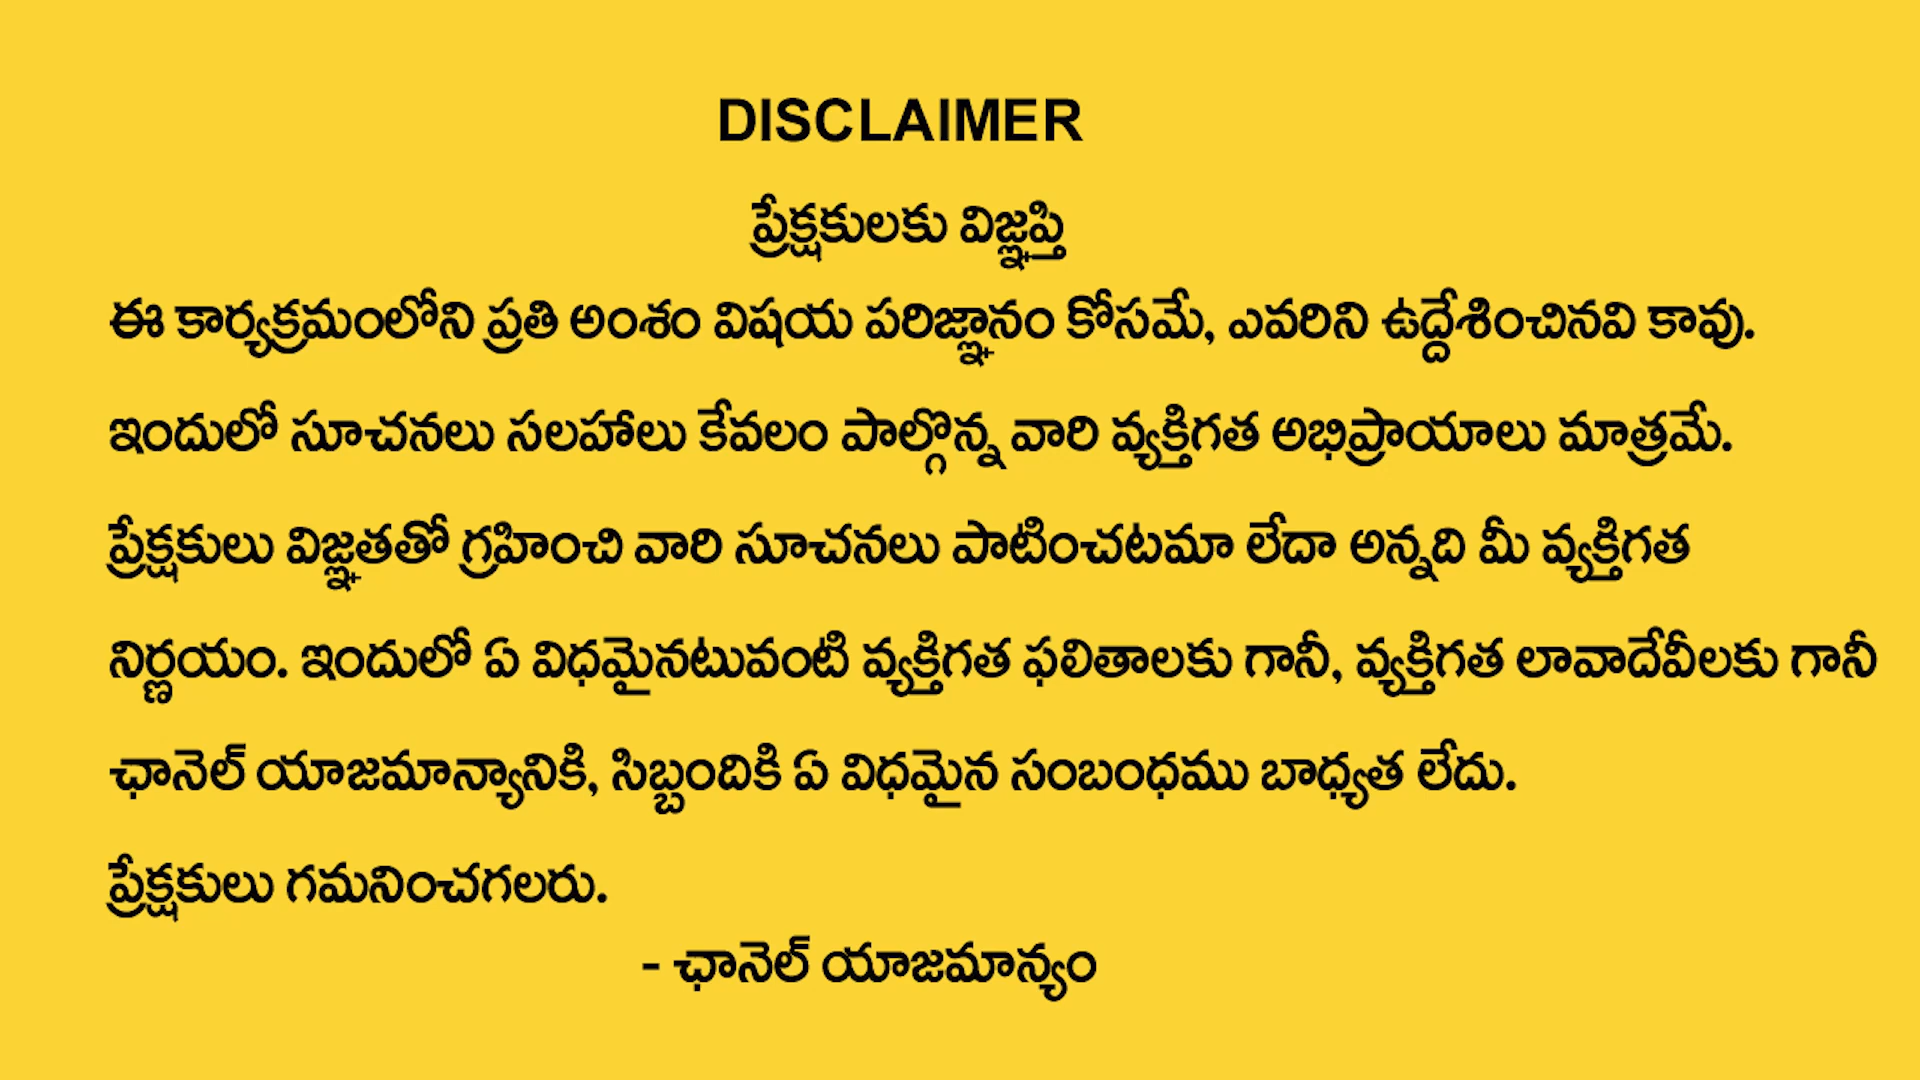 DISCLAIMER
ప్రేక్షకులకు విజ్ఞప్తి
ఈ కార్యక్రమంలోని ప్రతి అంశం విషయ పరిజ్ఞానం కోసమే, ఎవరిని ఉద్దేశించినవి కావు.
ఇందులో సూచనలు సలహాలు కేవలం పాల్గొన్న వారి వ్యక్తిగత అభిప్రాయాలు మాత్రమే.
ప్రేక్షకులు విజ్ఞతతో గ్రహించి వారి సూచనలు పాటించటమా లేదా అన్నది మీ వ్యక్తిగత
నిర్ణయం. ఇందులో ఏ విధమైనటువంటి వ్యక్తిగత ఫలితాలకు గానీ, వ్యక్తిగత లావాదేవీలకు గానీ
ఛానెల్ యాజమాన్యానికి, సిబ్బందికి ఏ విధమైన సంబంధము బాధ్యత లేదు.
ప్రేక్షకులు గమనించగలరు.
- ఛానెల్ యాజమాన్యం